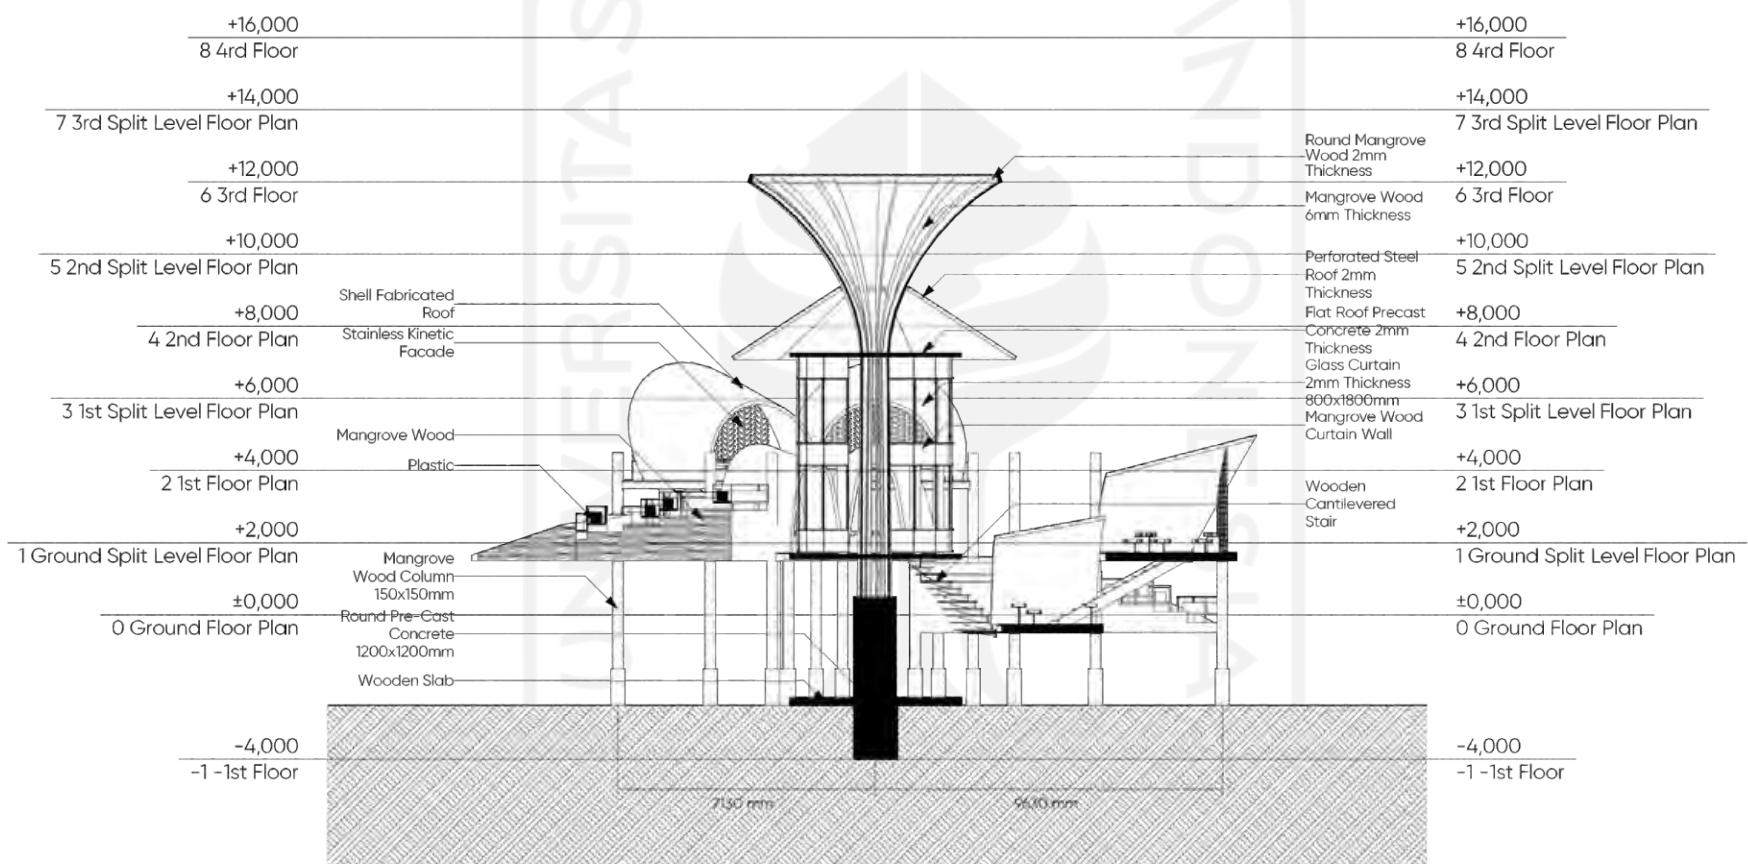 +16,000
8 4rd Floor
+14,000
7 3rd Split Level Floor Plan
+12,000
6 3rd Floor
+10,000
5 2nd Split Level Floor Plan
+8,000
4 2nd Floor Plan
+6,000
3 1st Split Level Floor Plan
+4,000
2 1st Floor Plan
+2,000
1 Ground Split Level Floor Plan
±0,000
0 Ground Floor Plan
-4,000
-1 -1st Floor
Shell Fabricated
Roof
Stainless Kinetic
Facade
Mangrove Wood
Plastic
Mangrove
Wood Column
150x150mm
Round Pre-Cast
Concrete
1200x1200mm
Wooden Slab
7130 mm
9630 mm
Round Mangrove
Wood 2mm
Thickness
Mangrove Wood
6mm Thickness
Perforated Steel
Roof 2mm
Thickness
Flat Roof Precast
Concrete 2mm
Thickness
Glass Curtain
2mm Thickness
800x1800mm
Mangrove Wood
Curtain Wall
Wooden
Cantilevered
Stair
+16,000
8 4rd Floor
+14,000
7 3rd Split Level Floor Plan
+12,000
6 3rd Floor
+10,000
5 2nd Split Level Floor Plan
+8,000
4 2nd Floor Plan
+6,000
3 1st Split Level Floor Plan
+4,000
2 1st Floor Plan
+2,000
1 Ground Split Level Floor Plan
±0,000
0 Ground Floor Plan
-4,000
-1 -1st Floor